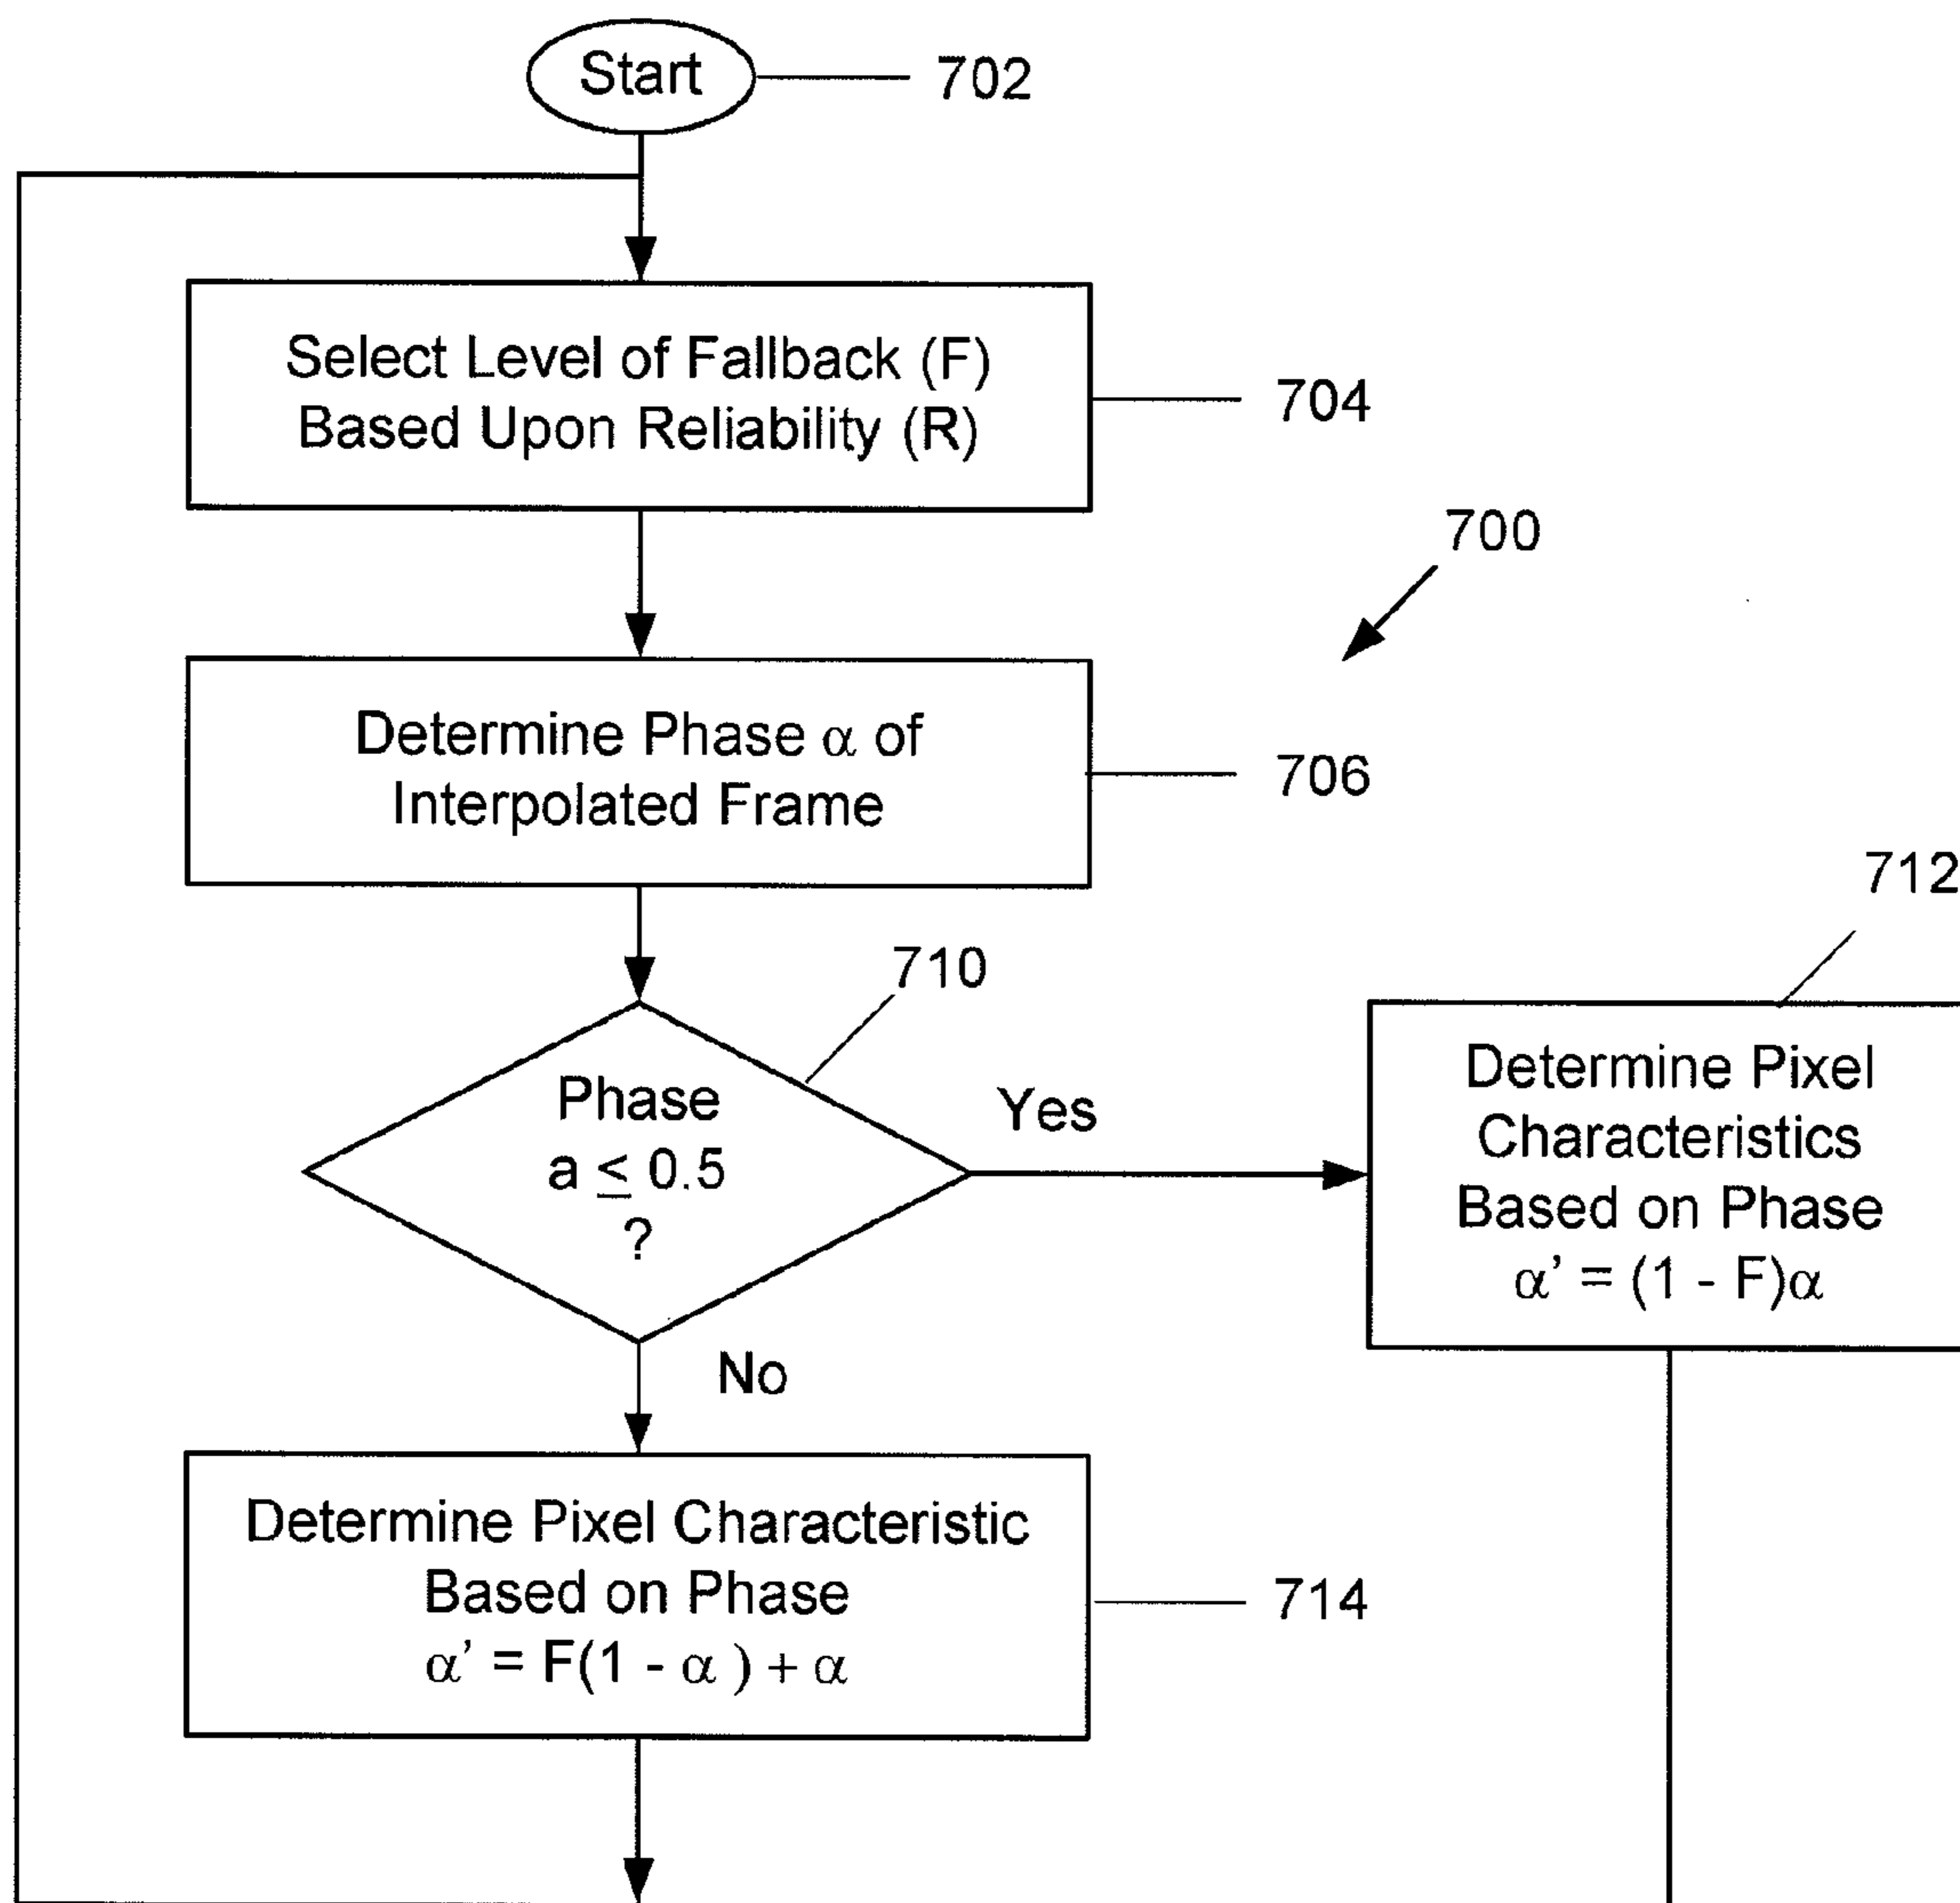 Start
702
Select Level of Fallback (F)
Based Upon Reliability (R)
704
700
Determine Phase α of
Interpolated Frame
706
712
710
Phase
a ≤ 0.5
?
Yes
Determine Pixel
Characteristics
Based on Phase
α' = (1 - F)α
No
Determine Pixel Characteristic
Based on Phase
α' = F(1 - α ) + α
714